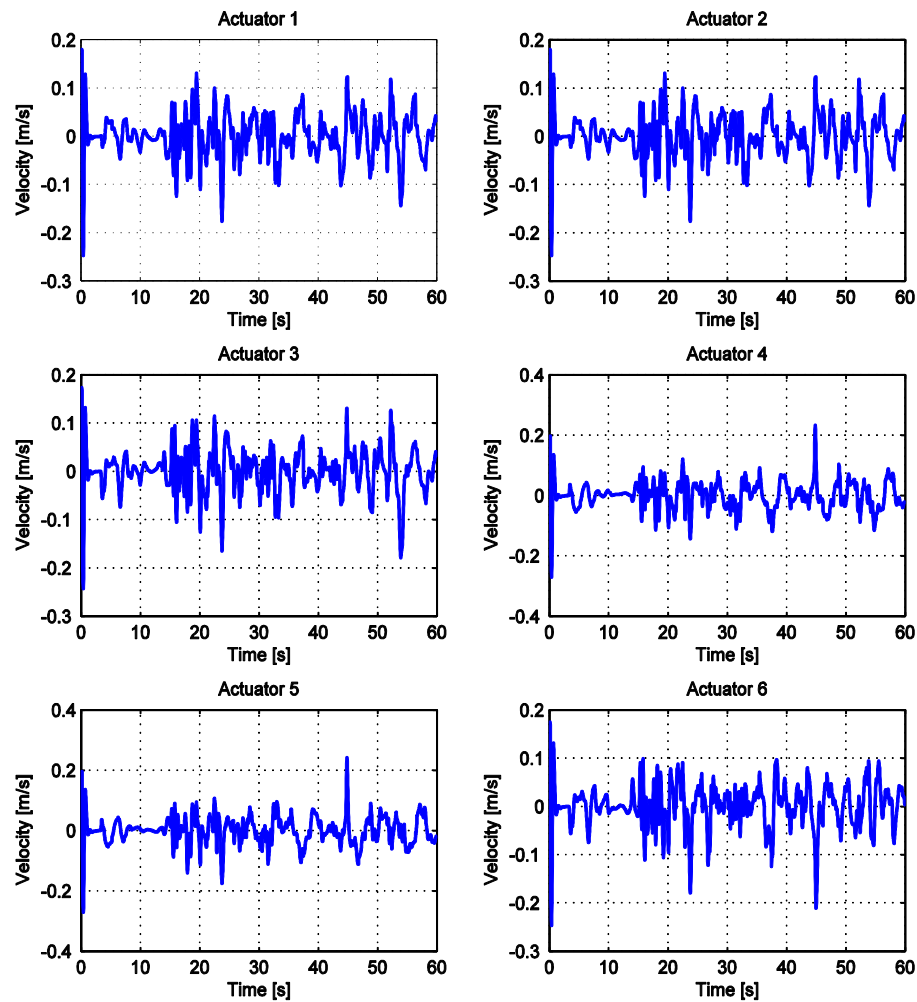 Actuator 1
Velocity [m/s]
0.2
0.1
0
-0.1
-0.2
-0.3
0 10 20 30 40 50 60
Time [s]
Actuator 2
Velocity [m/s]
0.2
0.1
0
-0.1
-0.2
-0.3
0 10 20 30 40 50 60
Time [s]
Actuator 3
Velocity [m/s]
0.2
0.1
0
-0.1
-0.2
-0.3
0 10 20 30 40 50 60
Time [s]
Actuator 4
Velocity [m/s]
0.4
0.2
0
-0.2
-0.4
0 10 20 30 40 50 60
Time [s]
Actuator 5
Velocity [m/s]
0.4
0.2
0
-0.2
-0.4
0 10 20 30 40 50 60
Time [s]
Actuator 6
Velocity [m/s]
0.2
0.1
0
-0.1
-0.2
-0.3
0 10 20 30 40 50 60
Time [s]